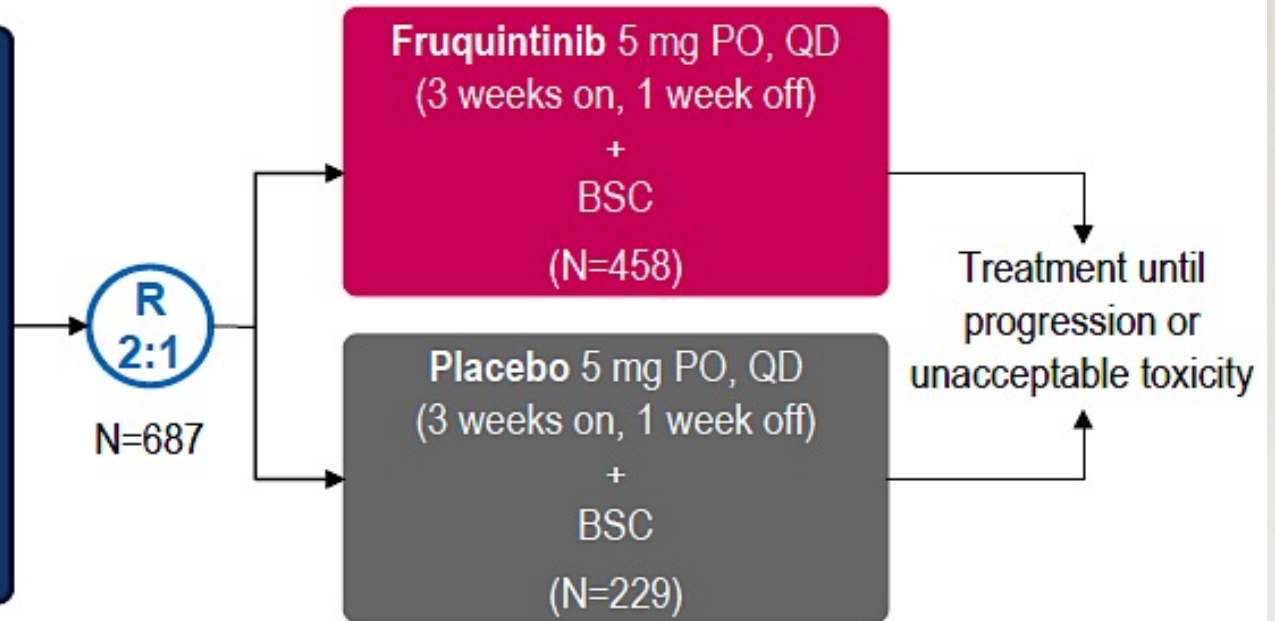 Fruquintinib 5 mg PO, QD
(3 weeks on, 1 week off)
+
BSC
(N=458)
R
2:1
N=687
Treatment until
progression or
unacceptable toxicity
Placebo 5 mg PO, QD
(3 weeks on, 1 week off)
+
BSC
(N=229)